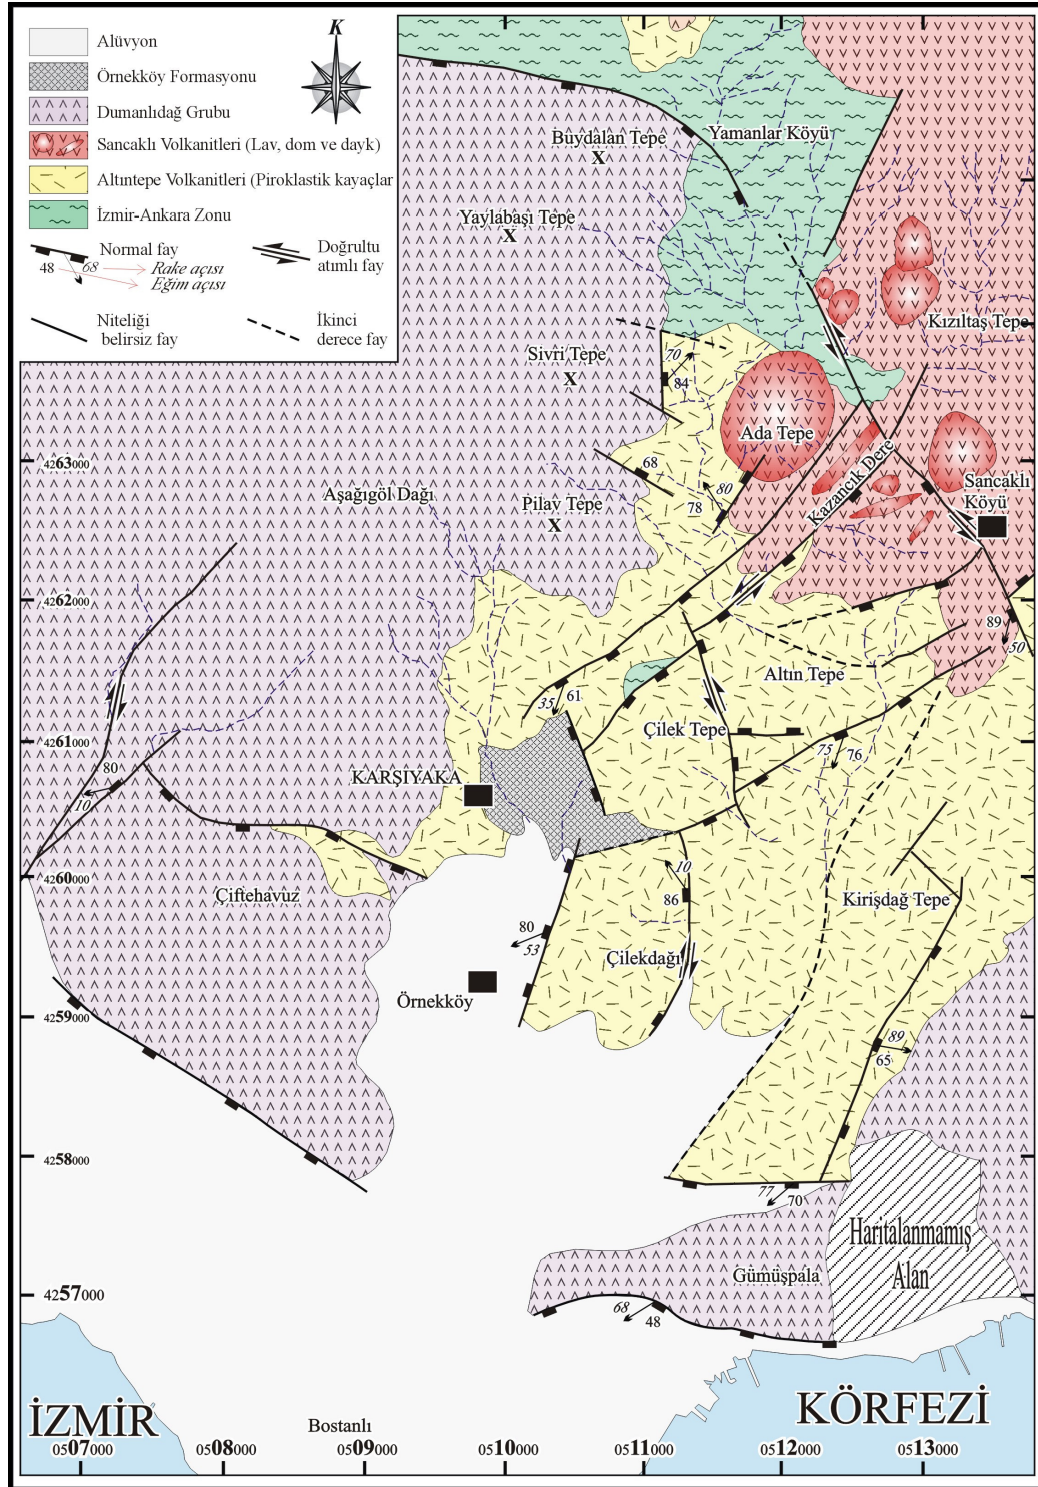 Alüvyon
Örnekköy Formasyonu
Dumanlıdağ Grubu
Sancaklı Volkanitleri (Lav, dom ve dayk)
Altıntepe Volkanitleri (Piroklastik kayaçlar
İzmir-Ankara Zonu
Normal fay
48 68 Rake açısı
Eğim açısı
Doğrultu
atımlı fay
Niteliği
belirsiz fay
İkinci
derece fay
K
Buydalan Tepe
X
Yamanlar Köyü
Yaylabaşı Tepe
X
Kızıltaş Tepe
Sivri Tepe
X
70
84
Ada Tepe
4263000
68
Kazancık Dere
Sancaklı
Köyü
Aşağıgöl Dağı
Pilav Tepe
X
80
78
4262000
89
50
Altın Tepe
35
61
Çilek Tepe
4261000
75
76
80
10
KARŞIYAKA
4260000
Çiftehavuz
10
86
Kirişdağ Tepe
80
53
Çilekdağı
Örnekköy
4259000
89
65
4258000
77
70
Haritalanmamış
Alan
Gümüşpala
4257000
68
48
İZMİR
KÖRFEZİ
Bostanlı
0507000
0508000
0509000
0510000
0511000
0512000
0513000